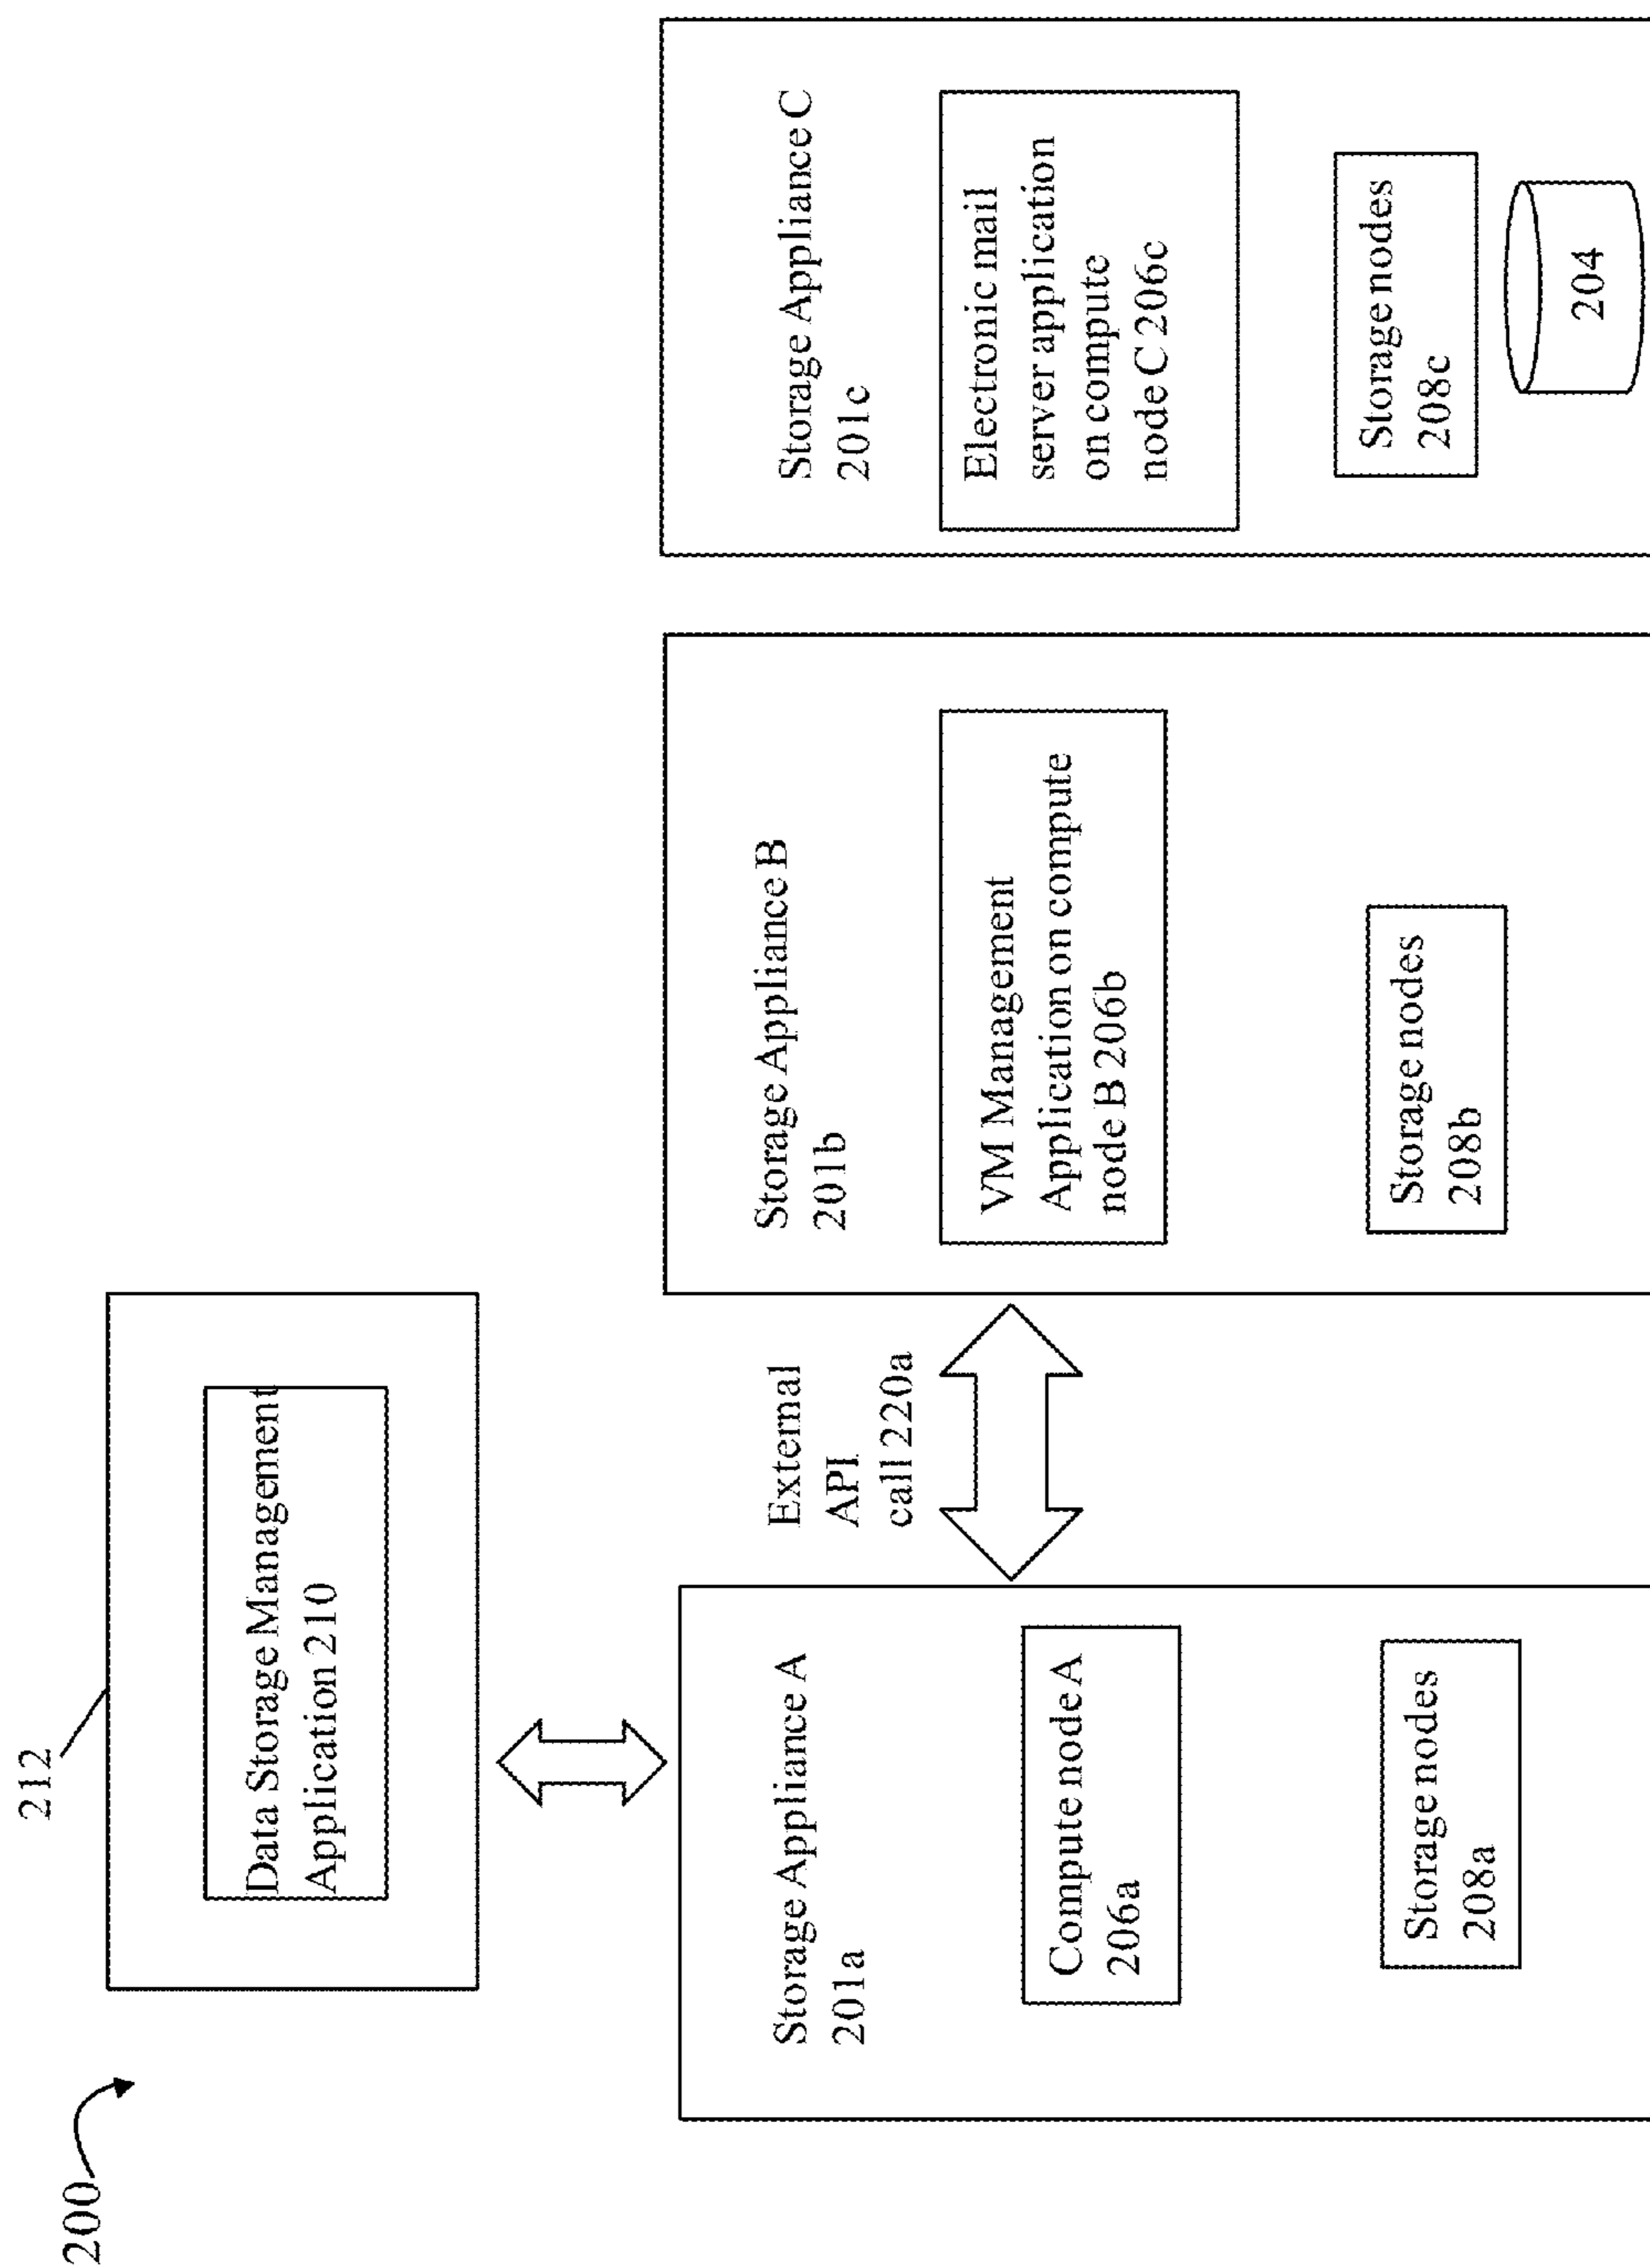 200
212
Data Storage Management
Application 210
Storage Appliance A
201a
Compute node A
206a
Storage nodes
208a
External
API
call 220a
Storage Appliance B
201b
VM Management
Application on compute
node B 206b
Storage nodes
208b
Storage Appliance C
201c
Electronic mail
server application
on compute
node C 206c
Storage nodes
208c
204